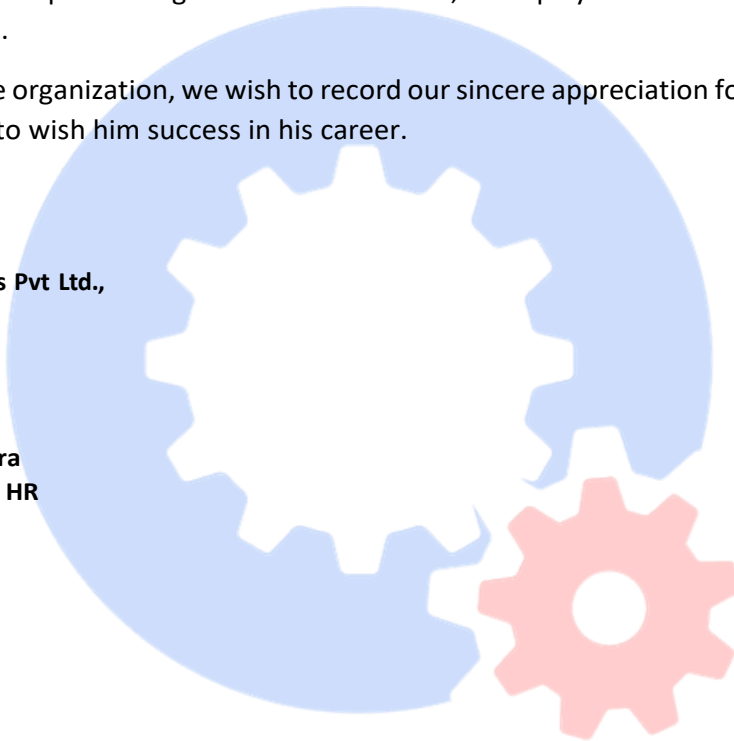 .
e organization, we wish to record our sincere appreciation fo
to wish him success in his career.
s Pvt Ltd.,
ra
HR